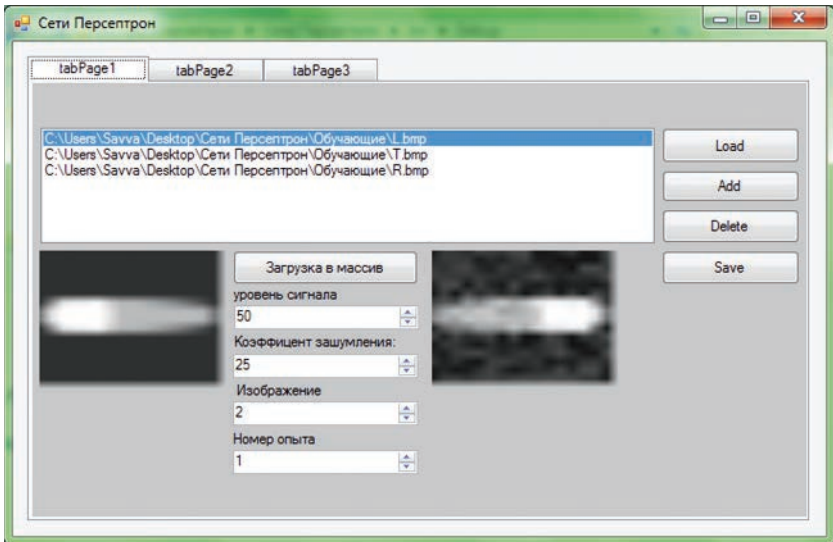 Сети Персептрон
tabPage1 tabPage2 tabPage3
C:\Users\Savva\Desktop\Сети Персептрон\Обучающие\L.bmp
C:\Users\Savva\Desktop\Сети Персептрон\Обучающие\T.bmp
C:\Users\Savva\Desktop\Сети Персептрон\Обучающие\R.bmp
Load
Add
Delete
Save
Загрузка в массив
уровень сигнала
50
Коэффицент зашумления:
25
Изображение
2
Номер опыта
1